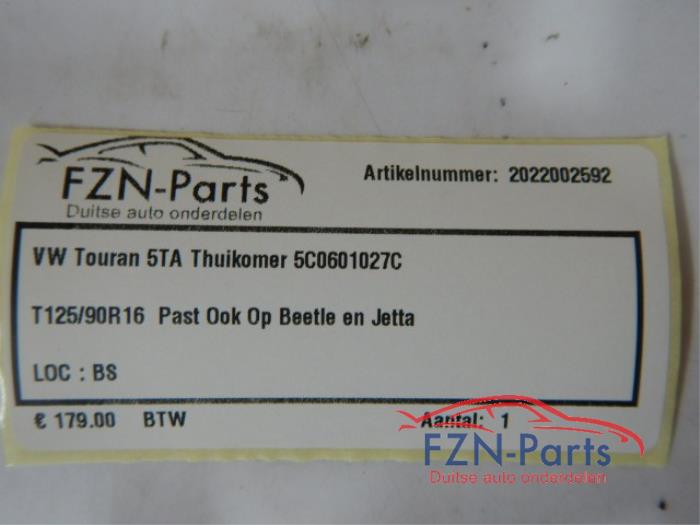 FZN-Parts
Duitse auto onderdelen
Artikelnummer: 2022002592
VW Touran 5TA Thuikomer 5C0601027C
T125/90R16 Past Ook Op Beetle en Jetta
LOC : BS
€ 179.00 BTW Aantal: 1
FZN-Parts
Duitse auto onderdelen